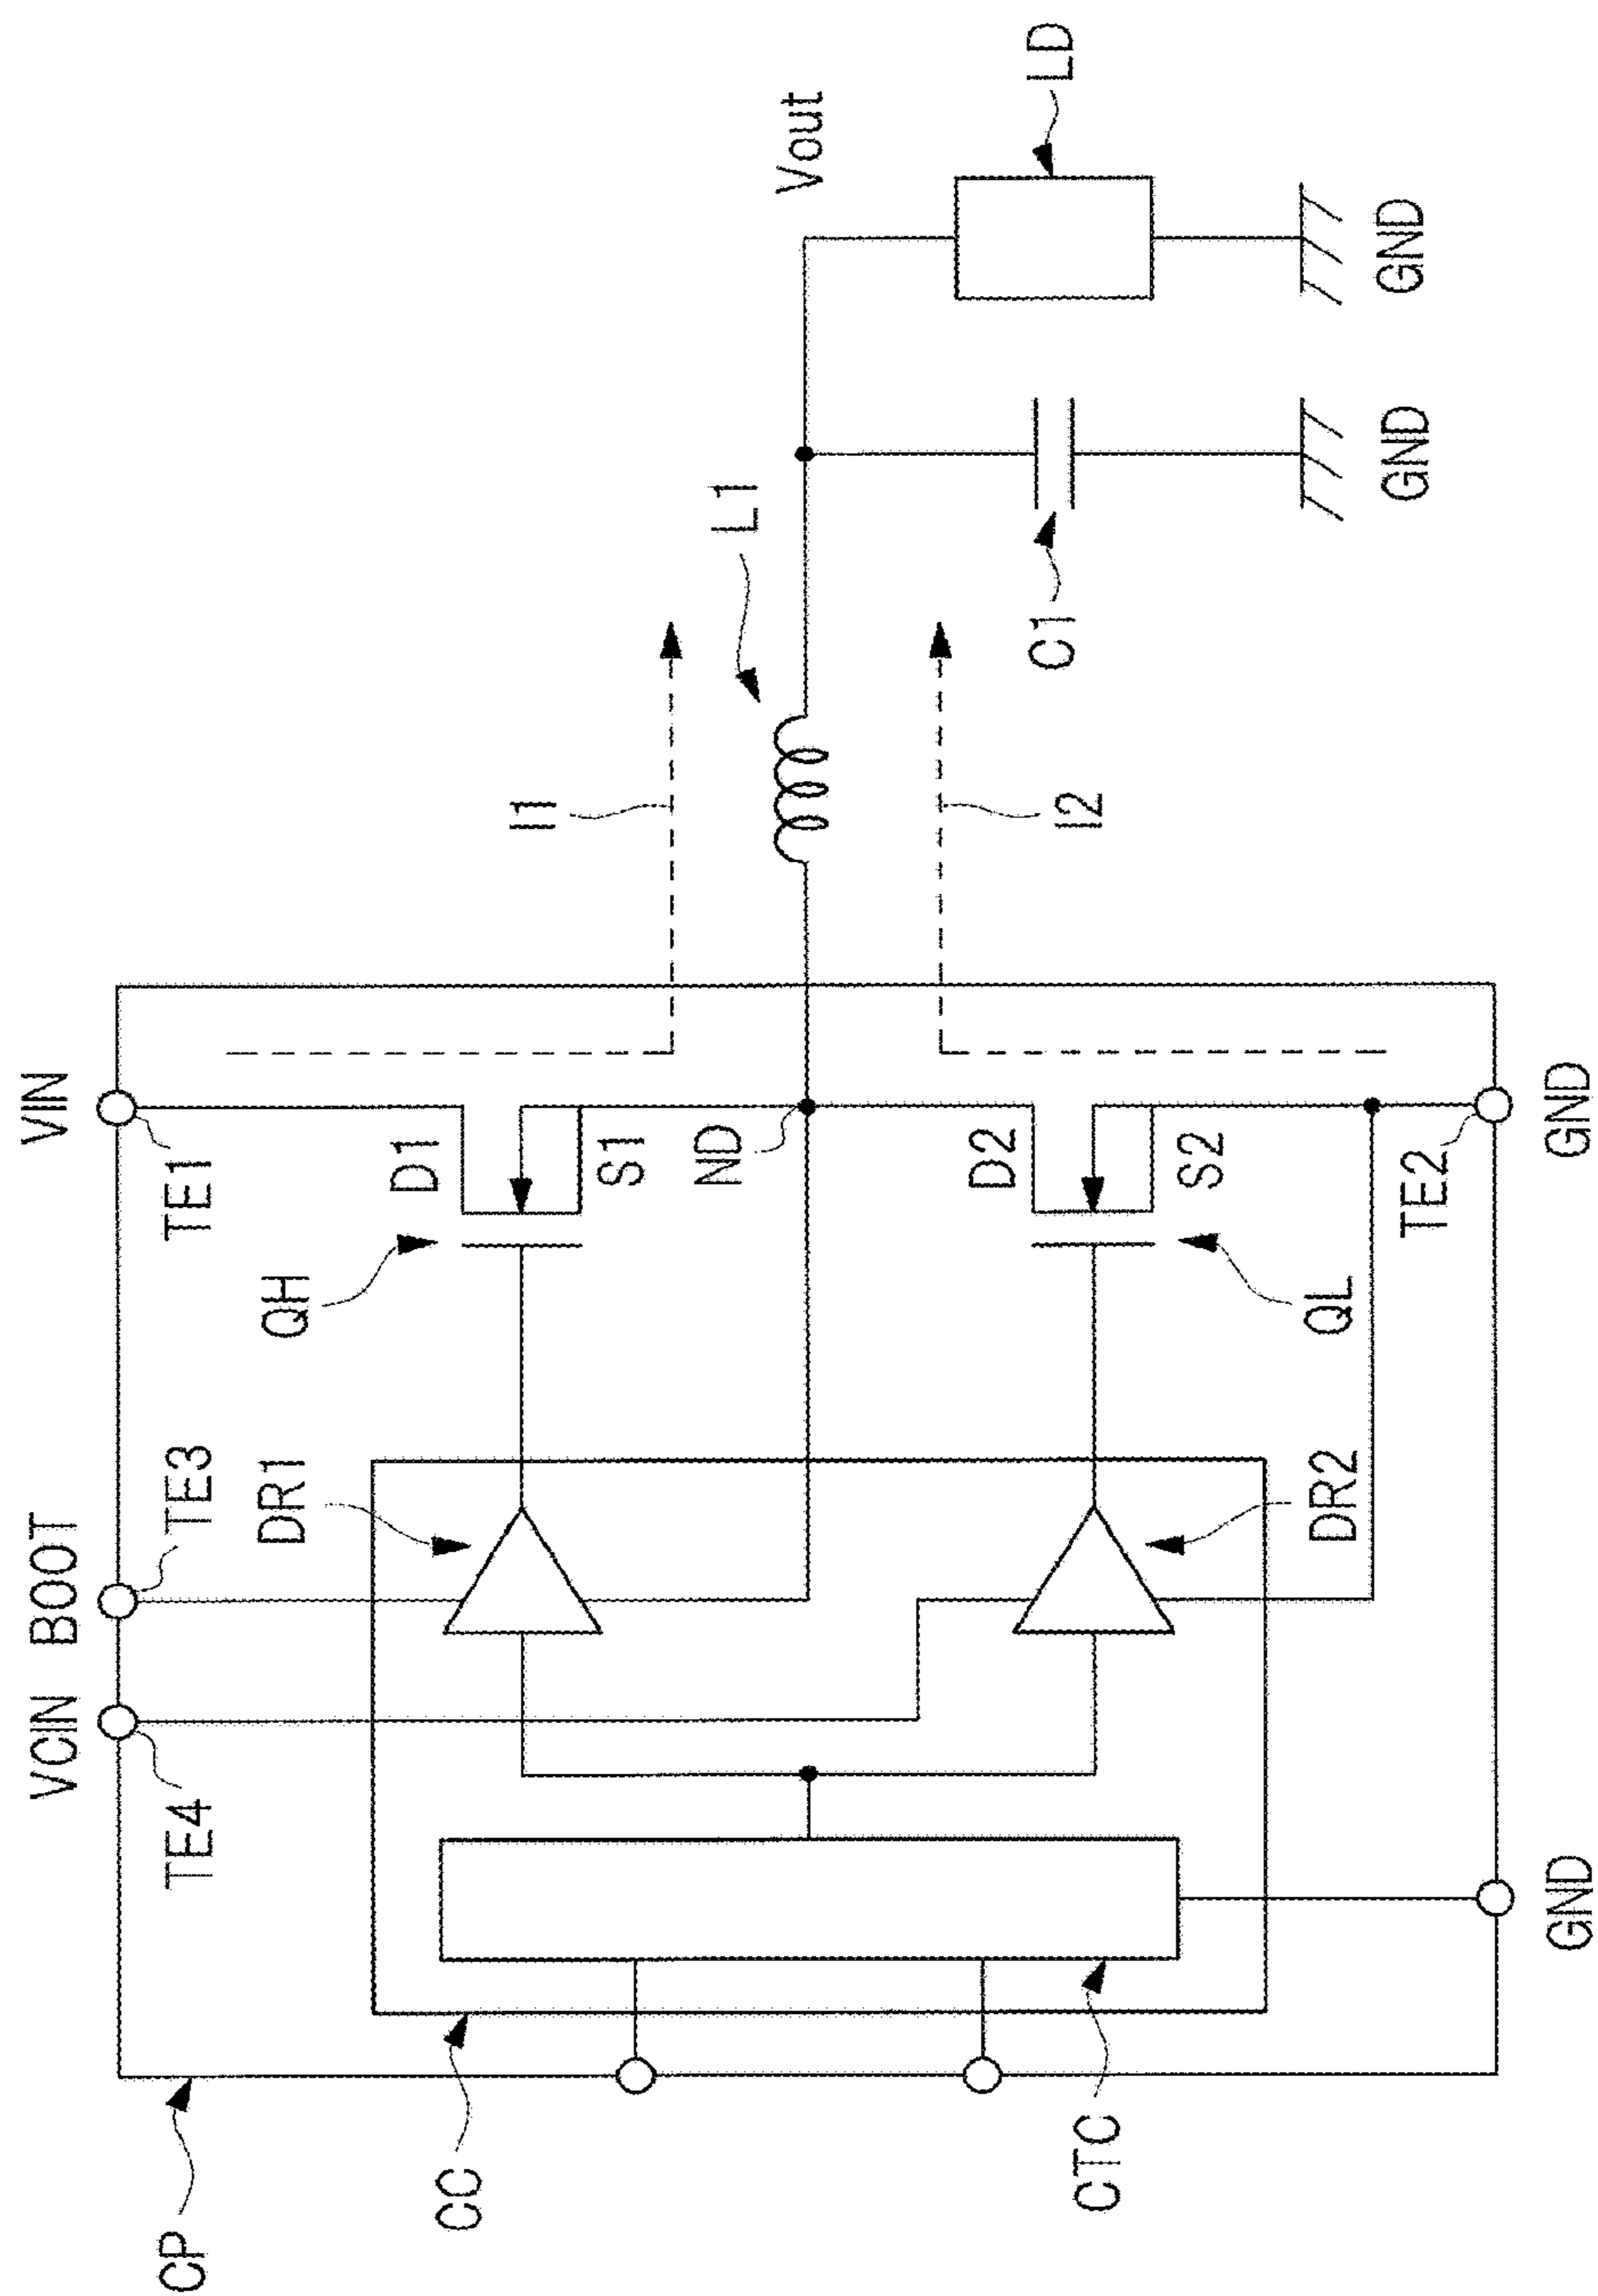 VCIN
BOOT
VIN
TE4
TE3
TE1
CP
CC
DR1
QH
D1
S1
I1
L1
Vout
ND
D2
S2
I2
C1
LD
CTC
DR2
QL
TE2
GND
GND
GND
GND